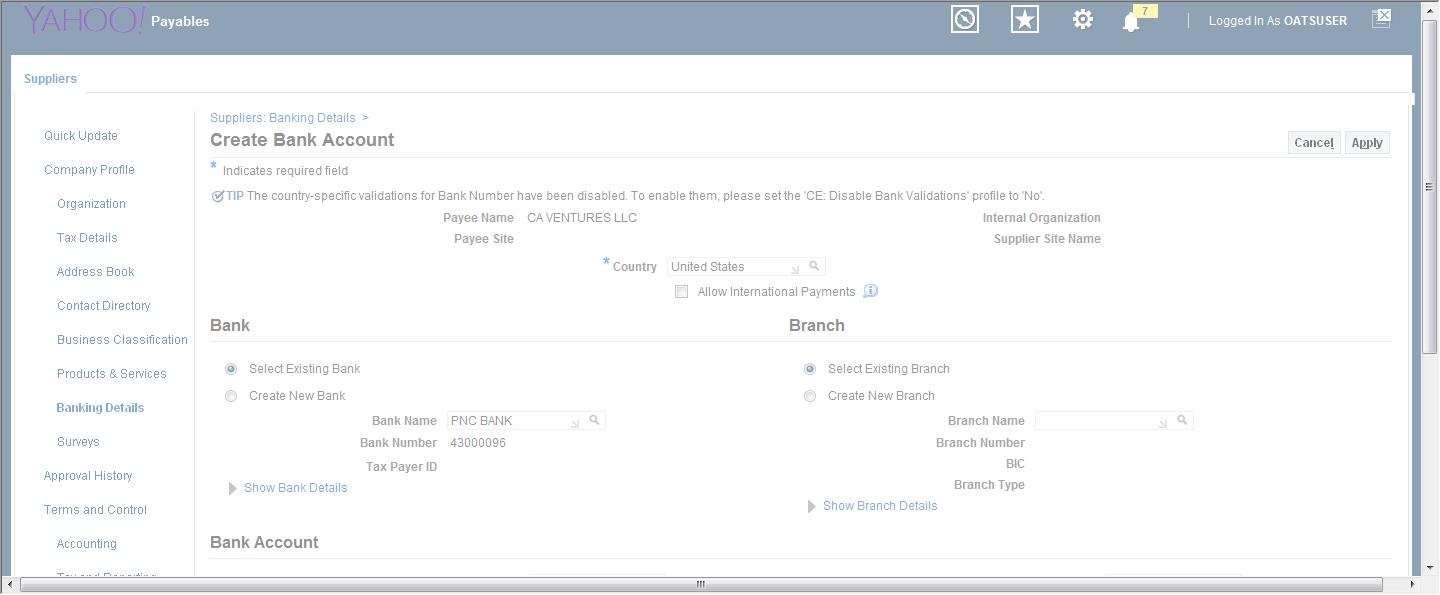 YAHOO! Payables
7
Logged In As OATSUSER
Suppliers
Quick Update
Company Profile
Organization
Tax Details
Address Book
Contact Directory
Business Classification
Products & Services
Banking Details
Surveys
Approval History
Terms and Control
Accounting
Tax and Reporting
Suppliers: Banking Details >
Create Bank Account
Cancel Apply
* Indicates required field
TIP The country-specific validations for Bank Number have been disabled. To enable them, please set the 'CE: Disable Bank Validations' profile to 'No'.
Payee Name CA VENTURES LLC
Internal Organization
Payee Site
Supplier Site Name
* Country United States
Allow International Payments
Bank
Select Existing Bank
Create New Bank
Bank Name PNC BANK
Bank Number 43000096
Tax Payer ID
Show Bank Details
Branch
Select Existing Branch
Create New Branch
Branch Name
Branch Number
BIC
Branch Type
Show Branch Details
Bank Account